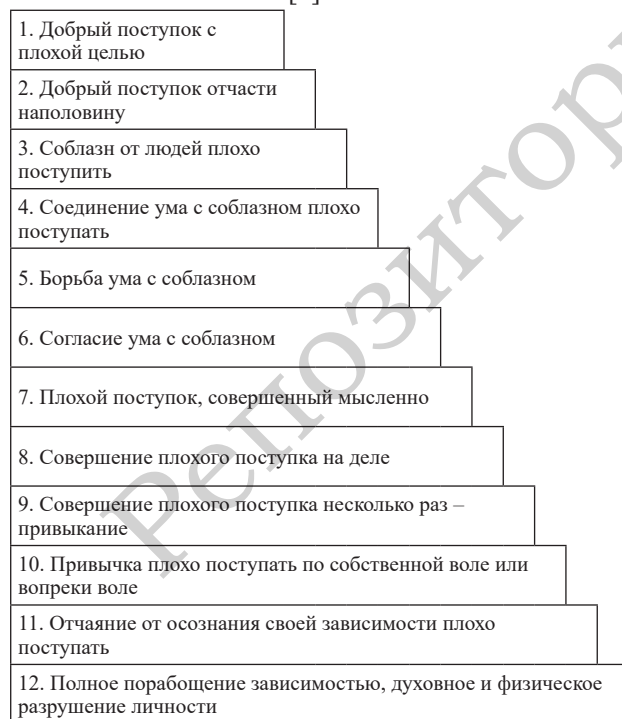 1. Добрый поступок с
плохой целью
2. Добрый поступок отчасти
наполовину
3. Соблазн от людей плохо
поступить
4. Соединение ума с соблазном плохо
поступать
5. Борьба ума с соблазном
6. Согласие ума с соблазном
7. Плохой поступок, совершенный мысленно
8. Совершение плохого поступка на деле
9. Совершение плохого поступка несколько раз –
привыкание
10. Привычка плохо поступать по собственной воле или
вопреки воле
11. Отчаяние от осознания своей зависимости плохо
поступать
12. Полное порабощение зависимостью, духовное и физическое
разрушение личности